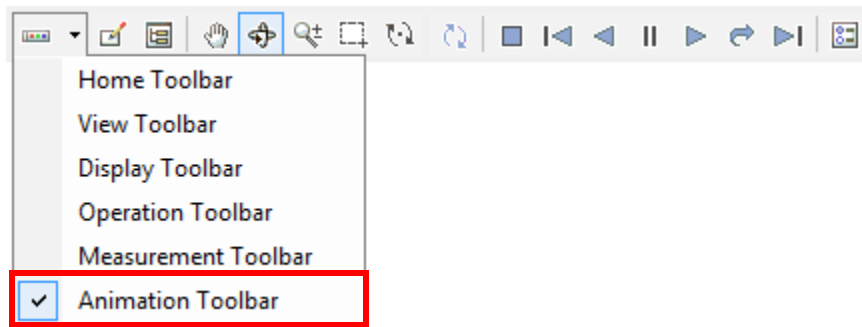 Home Toolbar
View Toolbar
Display Toolbar
Operation Toolbar
Measurement Toolbar
Animation Toolbar